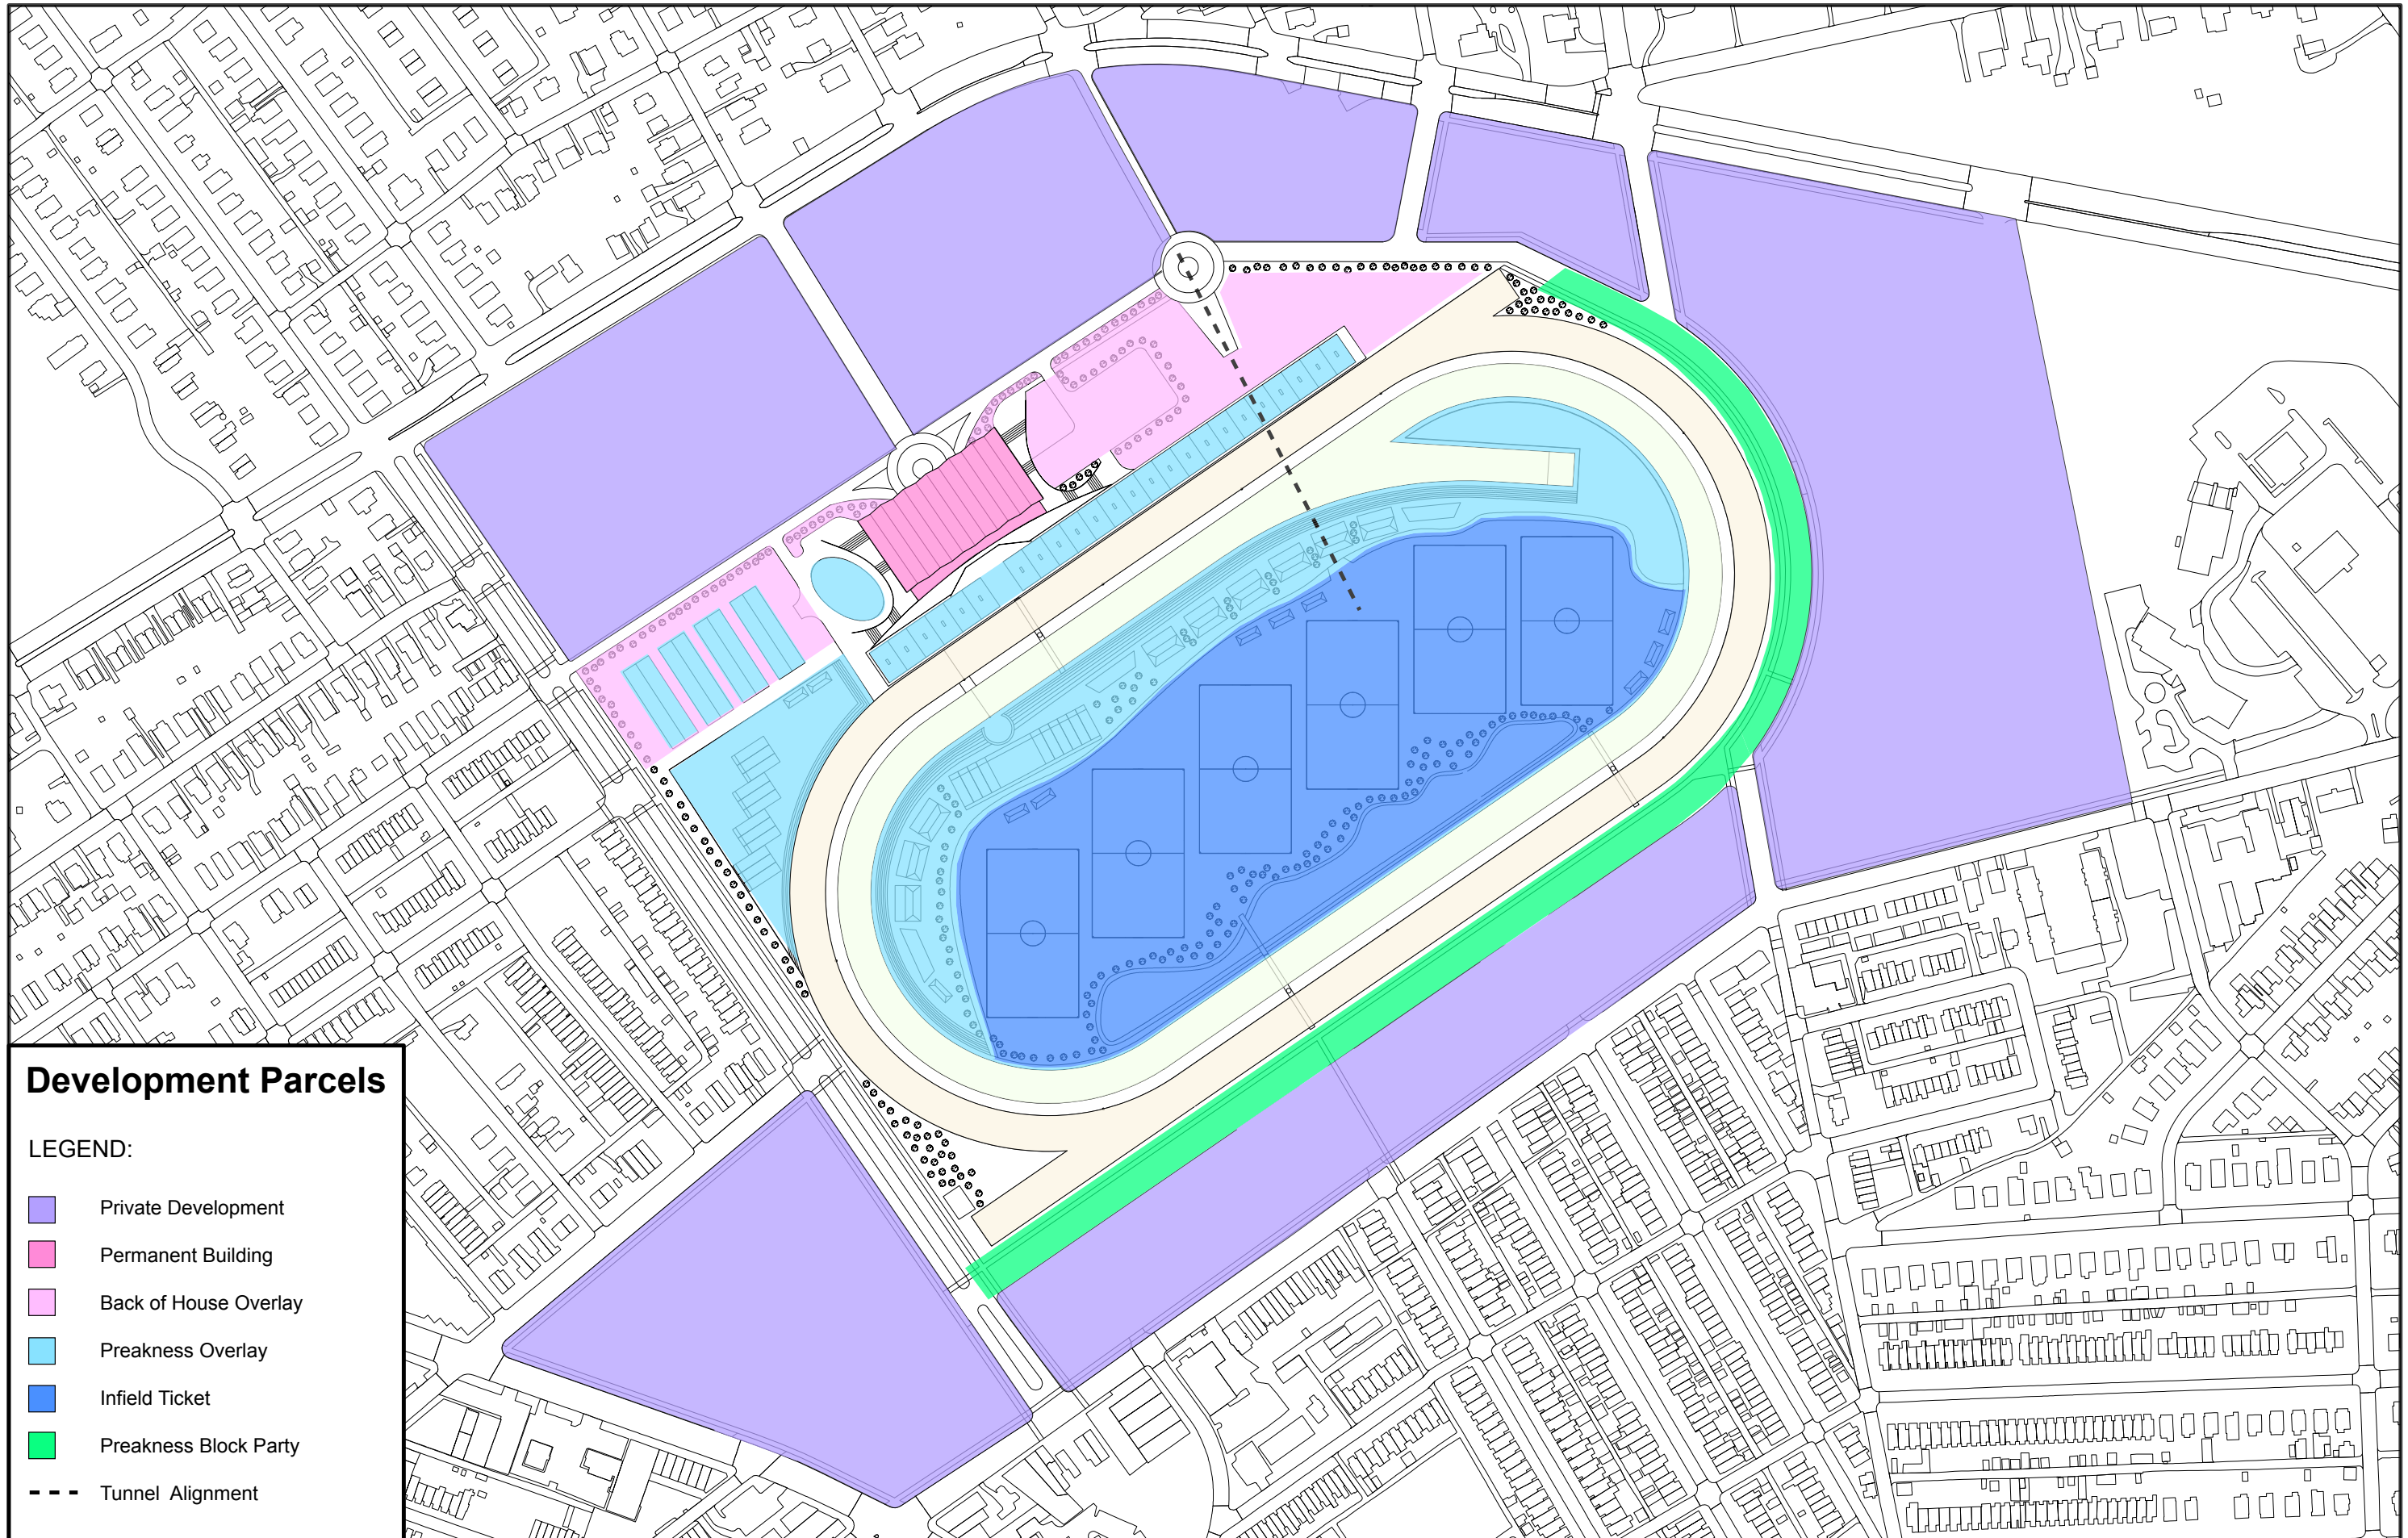 Development Parcels
LEGEND:
Private Development
Permanent Building
Back of House Overlay
Preakness Overlay
Infield Ticket
Preakness Block Party
Tunnel Alignment